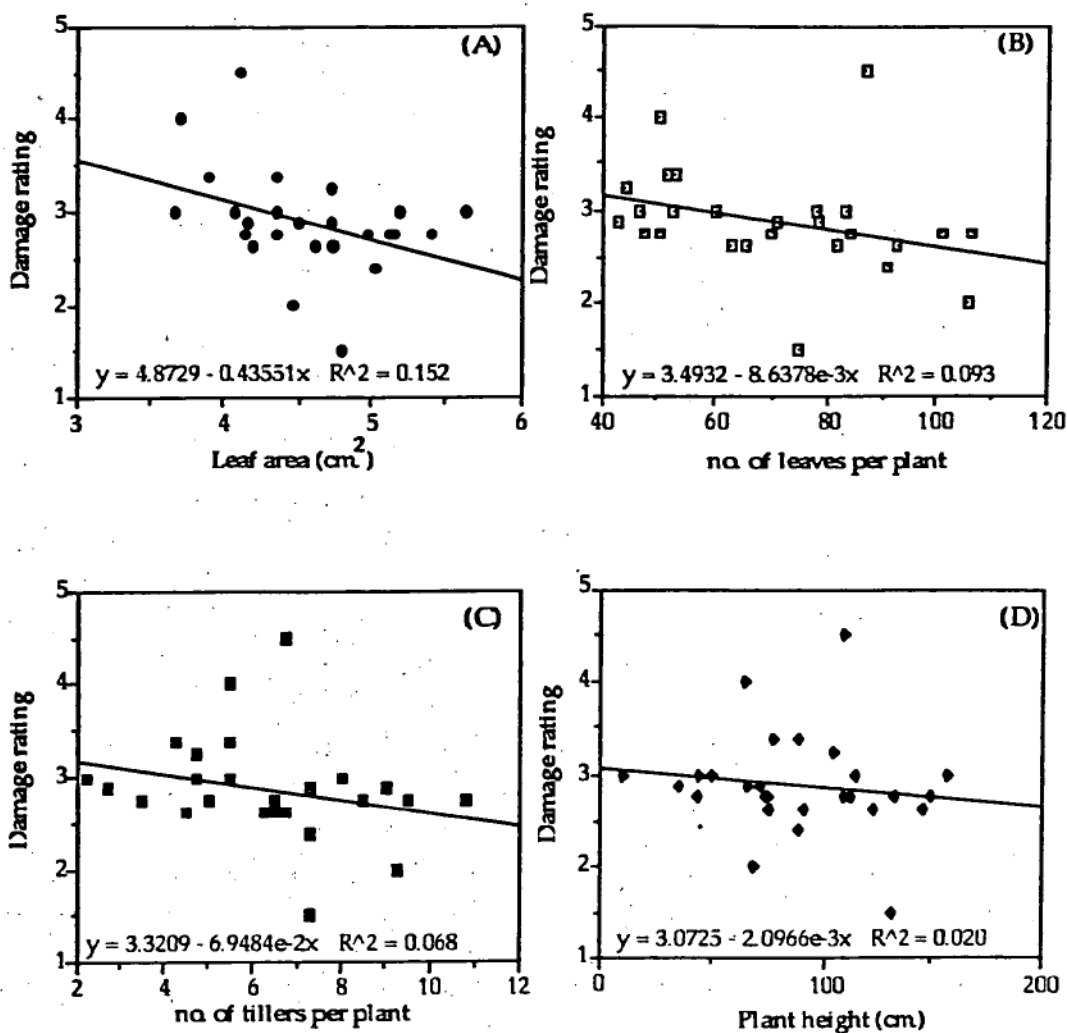 (A)
Damage rating
5
4
3
2
1
y = 4.8729 - 0.43551x R^2 = 0.152
3 4 5 6
Leaf area (cm²)
(B)
Damage rating
5
4
3
2
1
y = 3.4932 - 8.6378e-3x R^2 = 0.093
40 60 80 100 120
no. of leaves per plant
(C)
Damage rating
5
4
3
2
1
y = 3.3209 - 6.9484e-2x R^2 = 0.068
2 4 6 8 10 12
no. of tillers per plant
(D)
Damage rating
5
4
3
2
1
y = 3.0725 - 2.0966e-3x R^2 = 0.020
0 100 200
Plant height (cm)